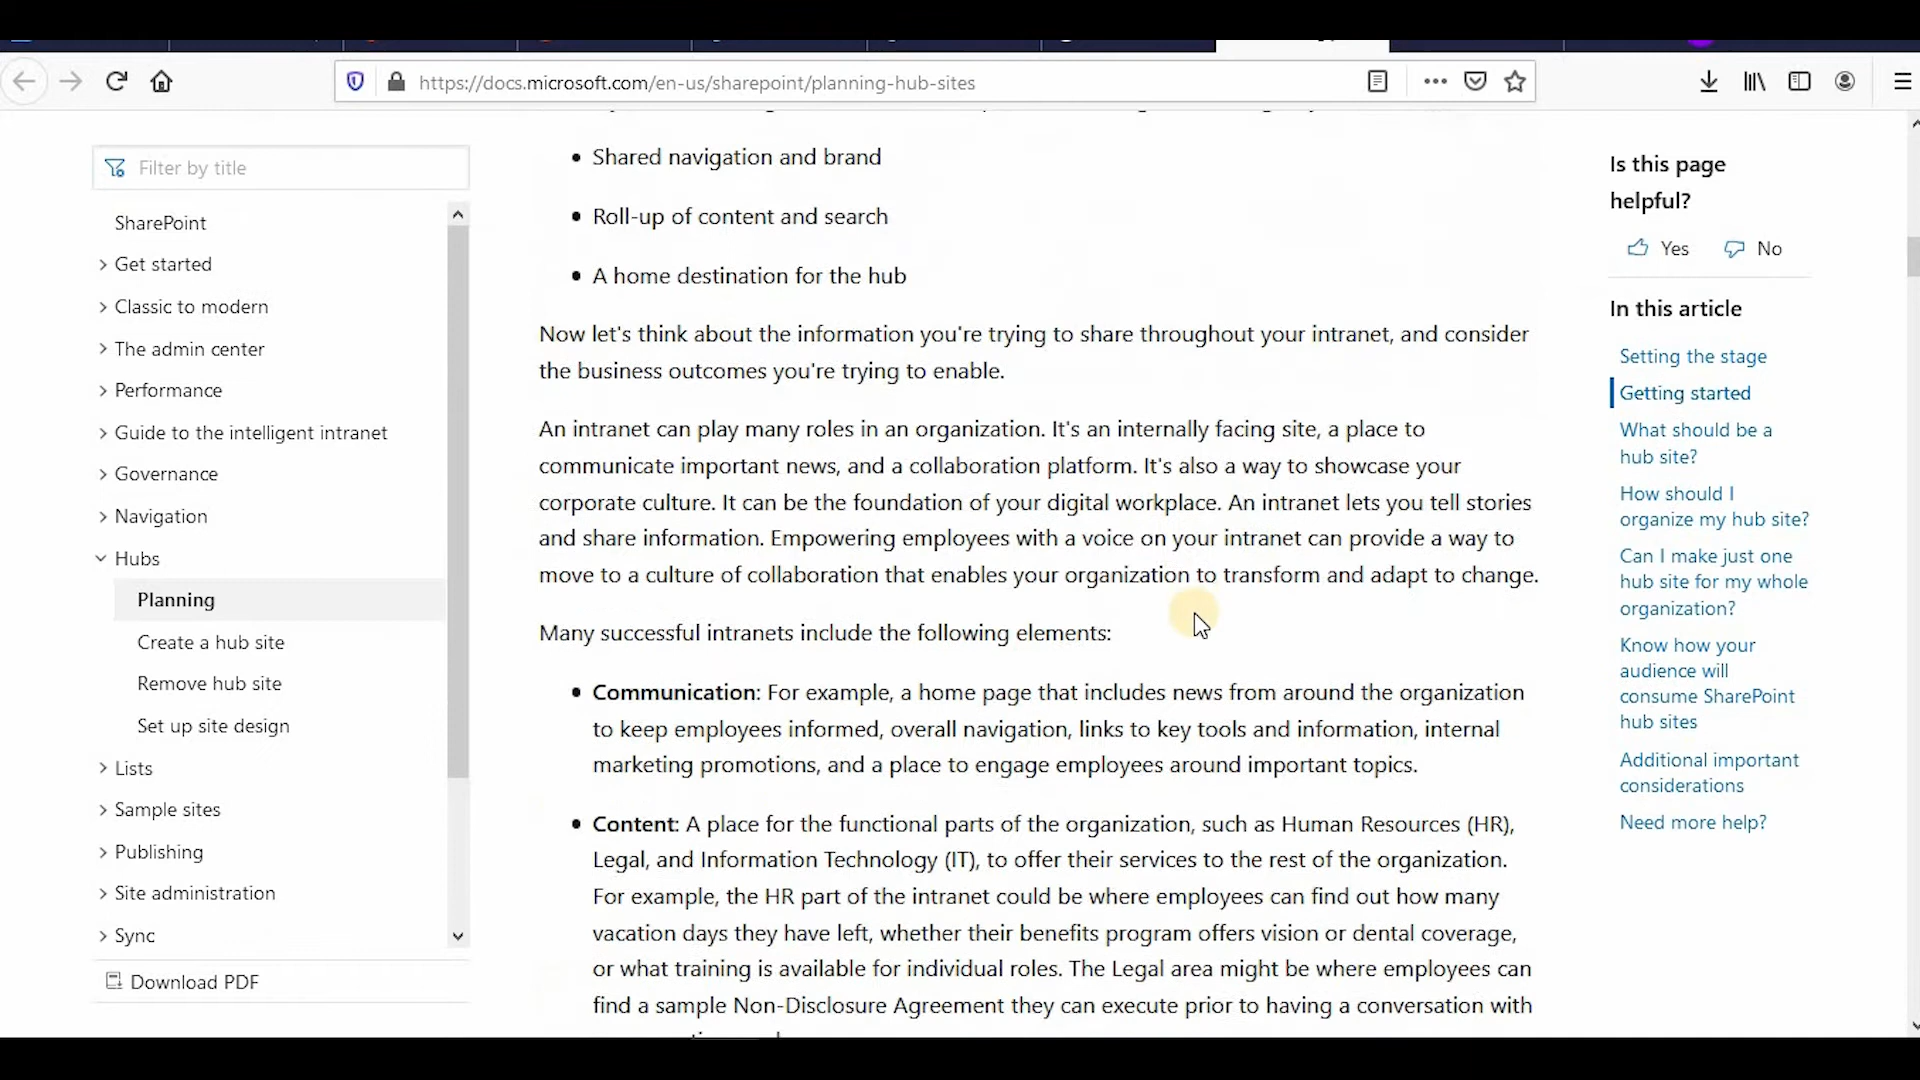 https://docs.microsoft.com/en-us/sharepoint/planning-hub-sites
Filter by title
SharePoint
Get started
Classic to modern
The admin center
Performance
Guide to the intelligent intranet
Governance
Navigation
Hubs
Planning
Create a hub site
Remove hub site
Set up site design
Lists
Sample sites
Publishing
Site administration
Sync
Download PDF
• Shared navigation and brand
• Roll-up of content and search
• A home destination for the hub
Now let's think about the information you're trying to share throughout your intranet, and consider
the business outcomes you're trying to enable.
An intranet can play many roles in an organization. It's an internally facing site, a place to
communicate important news, and a collaboration platform. It's also a way to showcase your
corporate culture. It can be the foundation of your digital workplace. An intranet lets you tell stories
and share information. Empowering employees with a voice on your intranet can provide a way to
move to a culture of collaboration that enables your organization to transform and adapt to change.
Many successful intranets include the following elements:
• Communication: For example, a home page that includes news from around the organization
to keep employees informed, overall navigation, links to key tools and information, internal
marketing promotions, and a place to engage employees around important topics.
• Content: A place for the functional parts of the organization, such as Human Resources (HR),
Legal, and Information Technology (IT), to offer their services to the rest of the organization.
For example, the HR part of the intranet could be where employees can find out how many
vacation days they have left, whether their benefits program offers vision or dental coverage,
or what training is available for individual roles. The Legal area might be where employees can
find a sample Non-Disclosure Agreement they can execute prior to having a conversation with
Is this page
helpful?
Yes No
In this article
Setting the stage
Getting started
What should be a
hub site?
How should I
organize my hub site?
Can I make just one
hub site for my whole
organization?
Know how your
audience will
consume SharePoint
hub sites
Additional important
considerations
Need more help?